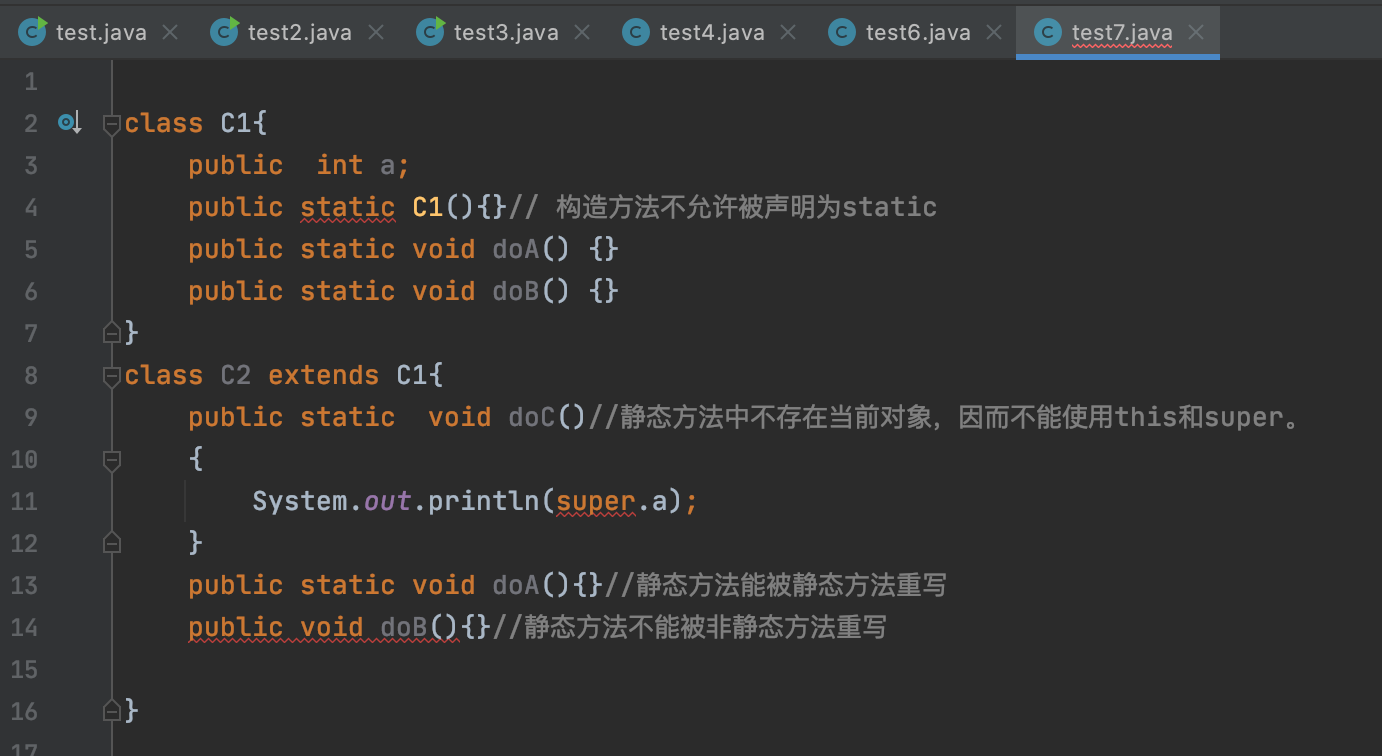 test.java test2.java test3.java test4.java test6.java test7.java
1
2 class C1{
3     public  int a;
4     public static C1(){}// 构造方法不允许被声明为static
5     public static void doA() {}
6     public static void doB() {}
7 }
8 class C2 extends C1{
9     public static  void doC()//静态方法中不存在当前对象，因而不能使用this和super。
10     {
11         System.out.println(super.a);
12     }
13     public static void doA(){}//静态方法能被静态方法重写
14     public void doB(){}//静态方法不能被非静态方法重写
15
16 }
17